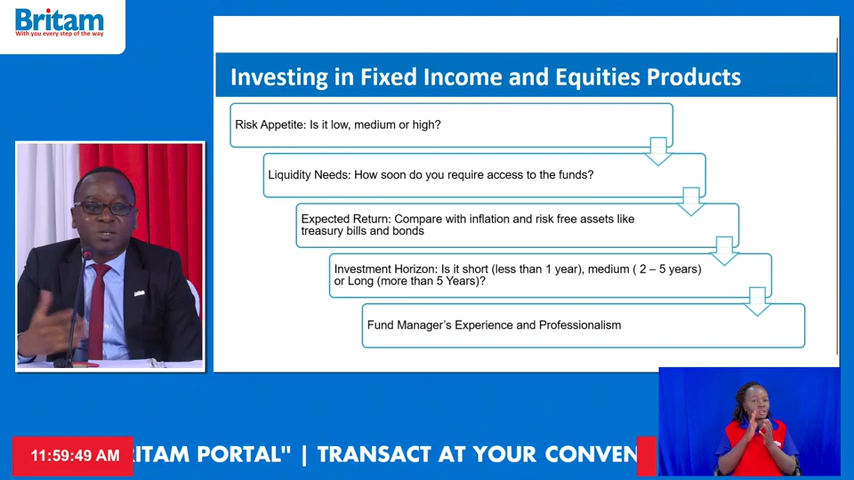 Britam
With you every step of the way
Investing in Fixed Income and Equities Products
Risk Appetite: Is it low, medium or high?
Liquidity Needs: How soon do you require access to the funds?
Expected Return: Compare with inflation and risk free assets like
treasury bills and bonds
Investment Horizon: Is it short (less than 1 year), medium ( 2 – 5 years)
or Long (more than 5 Years)?
Fund Manager's Experience and Professionalism
11:59:49 AM
RITAM PORTAL" | TRANSACT AT YOUR CONVEN